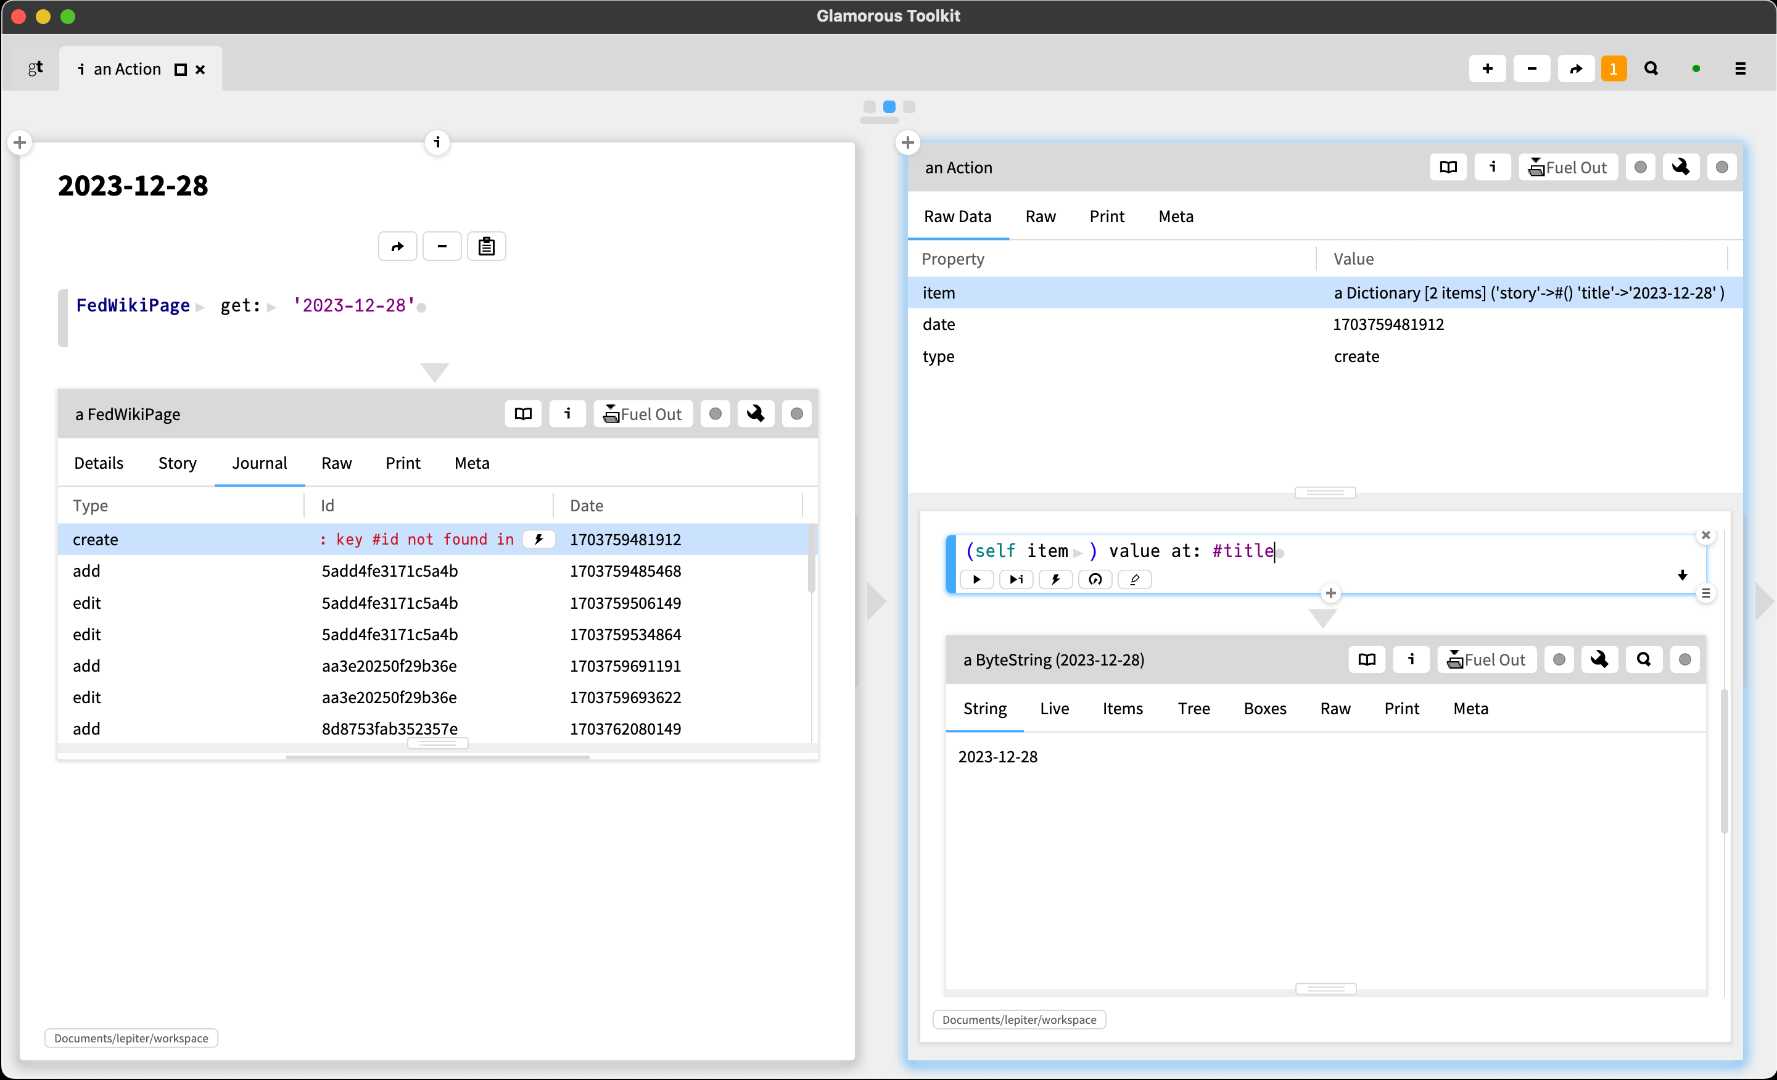 Glamorous Toolkit
gt
i an Action
1
2023-12-28
FedWikiPage get: '2023-12-28'
a FedWikiPage
i
Fuel Out
Details Story Journal Raw Print Meta
Type Id Date
create : key #id not found in 1703759481912
add 5add4fe3171c5a4b 1703759485468
edit 5add4fe3171c5a4b 1703759506149
edit 5add4fe3171c5a4b 1703759534864
add aa3e20250f29b36e 1703759691191
edit aa3e20250f29b36e 1703759693622
add 8d8753fab352357e 1703762080149
Documents/lepiter/workspace
an Action
i
Fuel Out
Raw Data Raw Print Meta
Property Value
item a Dictionary [2 items] ('story'->#() 'title'->'2023-12-28' )
date 1703759481912
type create
(self item ) value at: #title
a ByteString (2023-12-28)
i
Fuel Out
String Live Items Tree Boxes Raw Print Meta
2023-12-28
Documents/lepiter/workspace